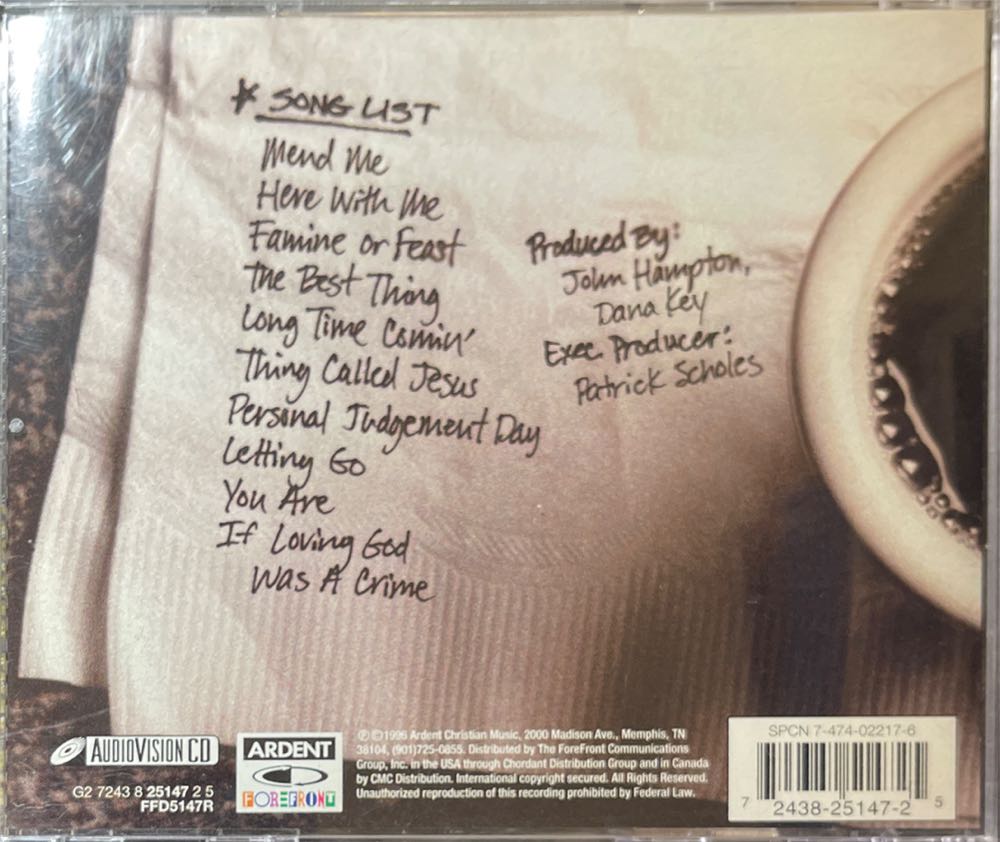 * SONG LIST
Mend Me
Here With Me
Famine or Feast
The Best Thing
Long Time Comin'
Thing Called Jesus
Personal Judgement Day
Letting Go
You Are
If Loving God
Was A Crime
Produced By:
John Hampton,
Dana Key
Exec. Producer:
Patrick Scholes
AUDIOVISION CD
G2 7243 8 25147 2 5
FFD5147R
ARDENT
FOREFRONT
℗©1996 Ardent Christian Music, 2000 Madison Ave., Memphis, TN
38104, (901)725-0855. Distributed by The ForeFront Communications
Group, Inc. in the USA through Chordant Distribution Group and in Canada
by CMC Distribution. International copyright secured. All Rights Reserved.
Unauthorized reproduction of this recording prohibited by Federal Law.
SPCN 7-474-02217-6
7 2438-25147-2 5